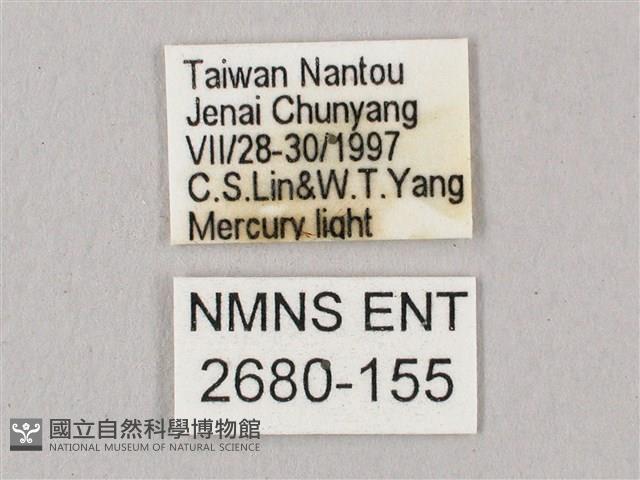 Taiwan Nantou
Jenai Chunyang
VII/28-30/1997
C.S.Lin&W.T.Yang
Mercury light
NMNS ENT
2680-155
國立自然科學博物館
NATIONAL MUSEUM OF NATURAL SCIENCE